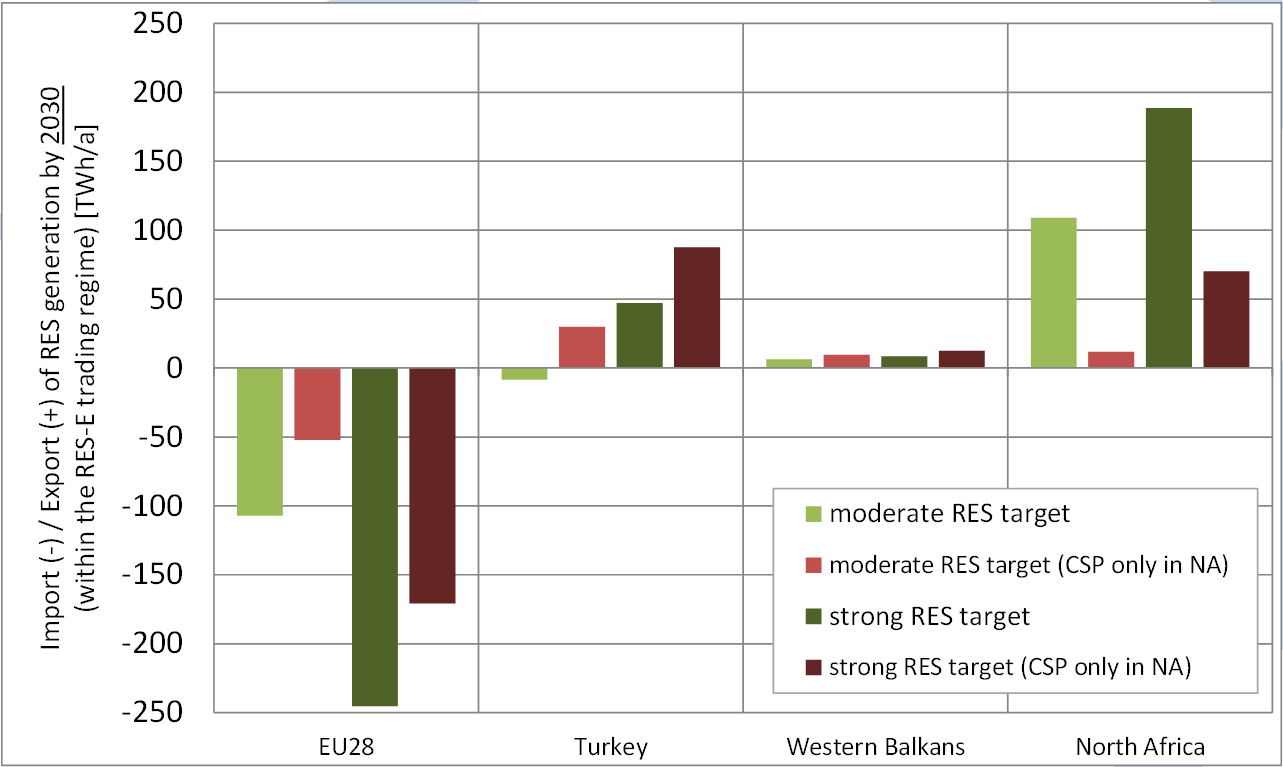 Import (-) / Export (+) of RES generation by 2030
(within the RES-E trading regime) [TWh/a]
250
200
150
100
50
0
-50
-100
-150
-200
-250
EU28
Turkey
Western Balkans
North Africa
moderate RES target
moderate RES target (CSP only in NA)
strong RES target
strong RES target (CSP only in NA)